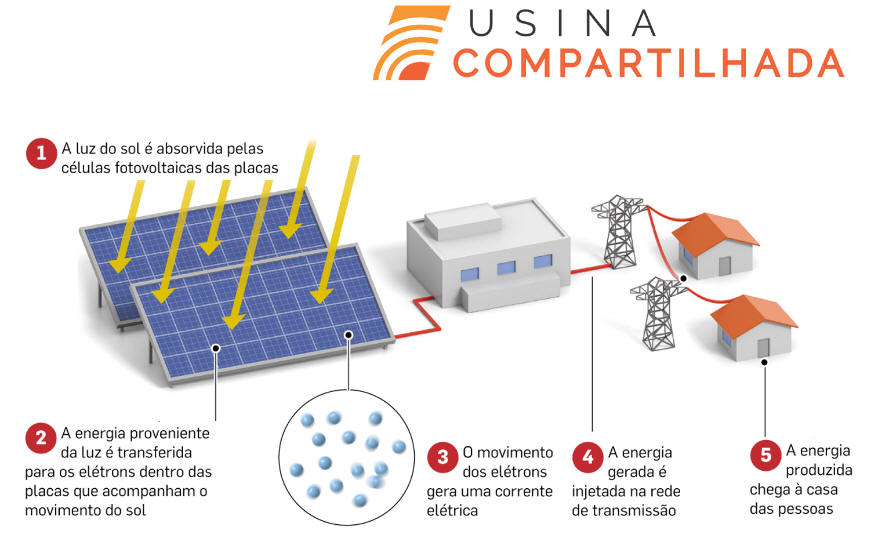 USINA
COMPARTILHADA
1 A luz do sol é absorvida pelas
células fotovoltaicas das placas
2 A energia proveniente
da luz é transferida
para os elétrons dentro das
placas que acompanham o
movimento do sol
3 O movimento
dos elétrons
gera uma corrente
elétrica
4 A energia
gerada é
injetada na rede
de transmissão
5 A energia
produzida
chega à casa
das pessoas